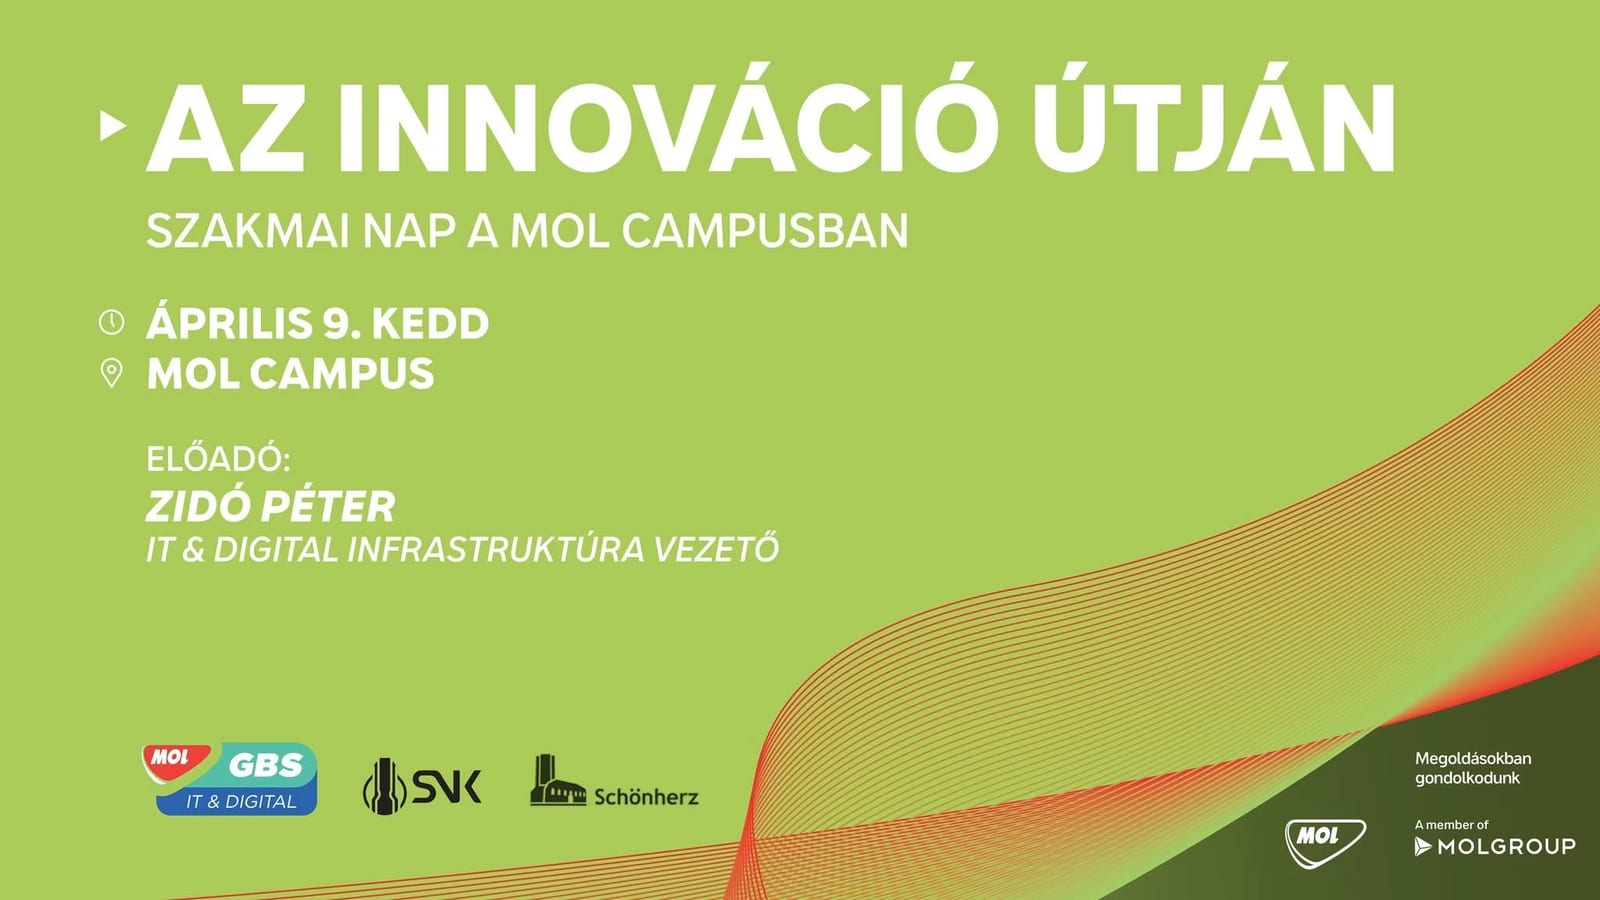 AZ INNOVÁCIÓ ÚTJÁN
SZAKMAI NAP A MOL CAMPUSBAN
ÁPRILIS 9. KEDD
MOL CAMPUS
ELŐADÓ:
ZIDÓ PÉTER
IT & DIGITAL INFRASTRUKTÚRA VEZETŐ
MOL
GBS
IT & DIGITAL
SVK
Schönherz
Megoldásokban
gondolkodunk
MOL
A member of
MOLGROUP